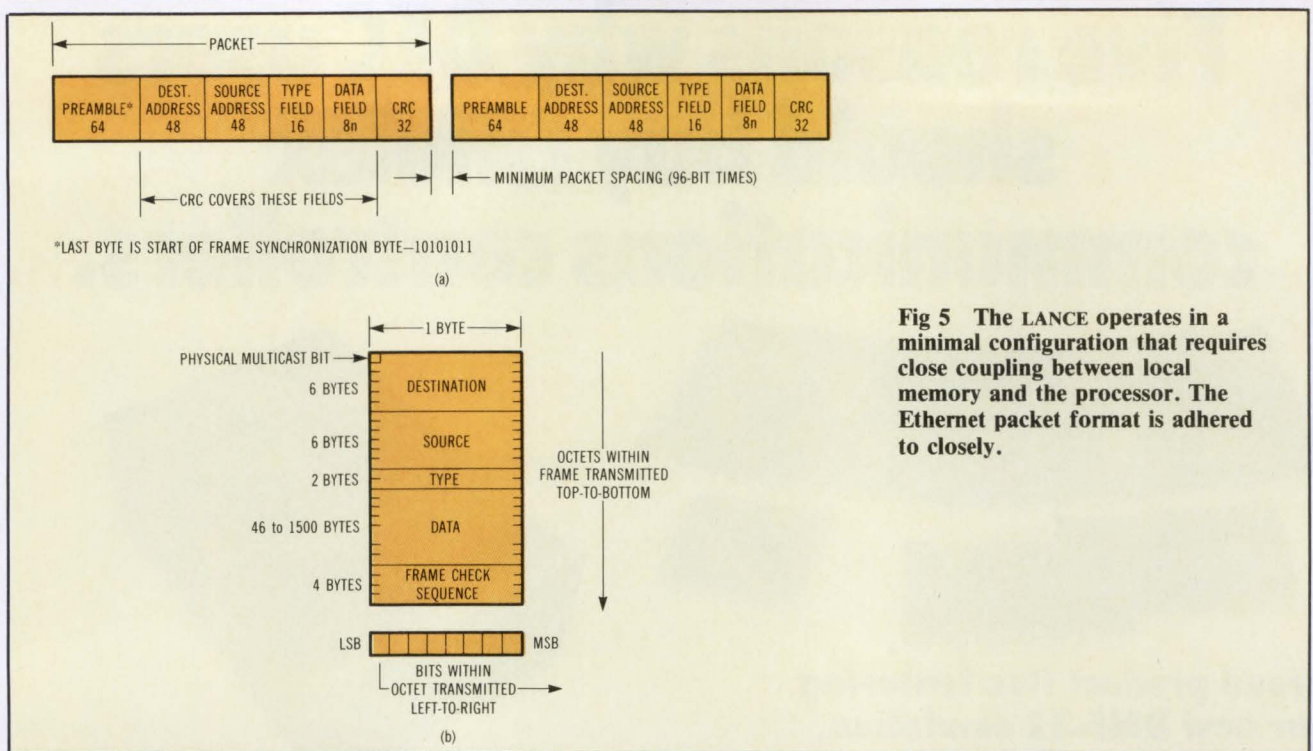 PACKET
PREAMBLE* 64
DEST. ADDRESS 48
SOURCE ADDRESS 48
TYPE FIELD 16
DATA FIELD 8n
CRC 32
PREAMBLE 64
DEST. ADDRESS 48
SOURCE ADDRESS 48
TYPE FIELD 16
DATA FIELD 8n
CRC 32
CRC COVERS THESE FIELDS
MINIMUM PACKET SPACING (96-BIT TIMES)
*LAST BYTE IS START OF FRAME SYNCHRONIZATION BYTE—10101011
(a)
1 BYTE
PHYSICAL MULTICAST BIT
6 BYTES
DESTINATION
6 BYTES
SOURCE
2 BYTES
TYPE
46 to 1500 BYTES
DATA
4 BYTES
FRAME CHECK
SEQUENCE
OCTETS WITHIN
FRAME TRANSMITTED
TOP-TO-BOTTOM
LSB
MSB
BITS WITHIN
OCTET TRANSMITTED
LEFT-TO-RIGHT
(b)
Fig 5 The LANCE operates in a
minimal configuration that requires
close coupling between local
memory and the processor. The
Ethernet packet format is adhered
to closely.